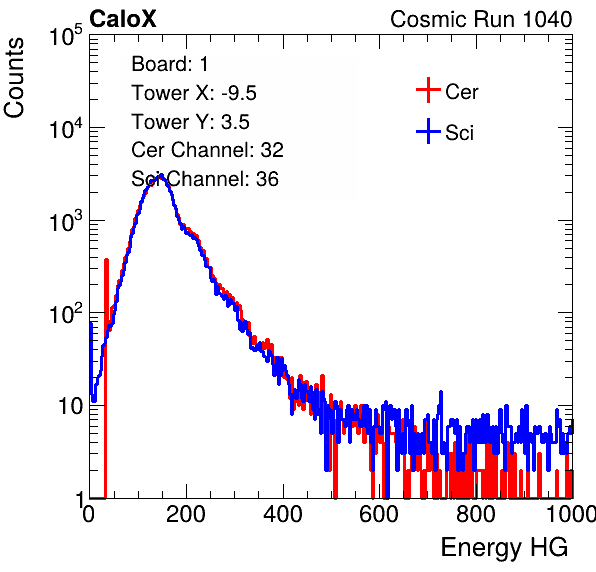 CaloX Cosmic Run 1040
Counts
10^5
10^4
10^3
10^2
10
1
Board: 1
Tower X: -9.5
Tower Y: 3.5
Cer Channel: 32
Sci Channel: 36
Cer
Sci
0 200 400 600 800 1000
Energy HG